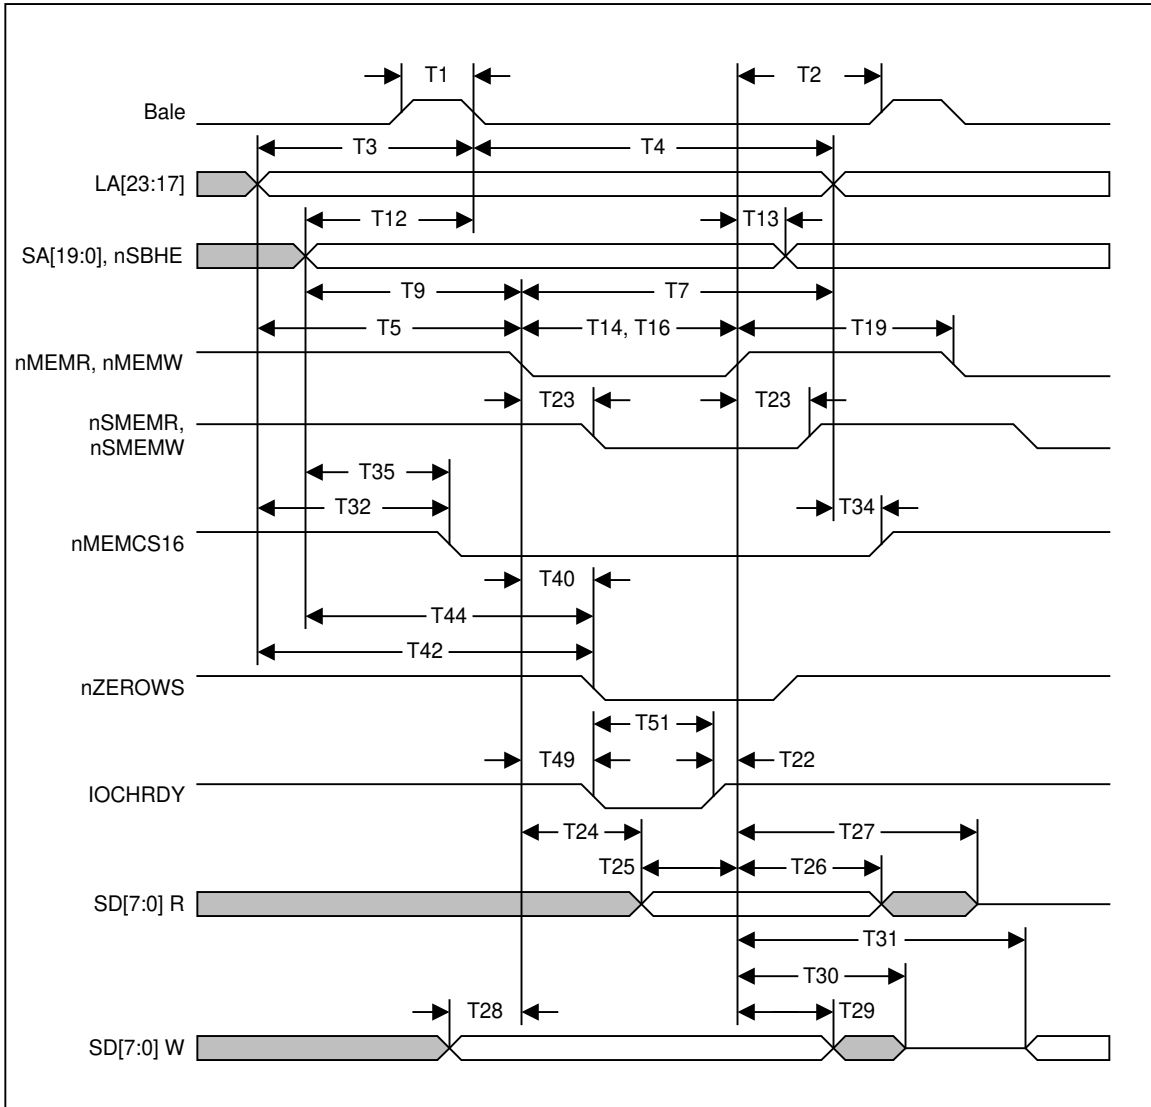 T1 T2
Bale
T3 T4
LA[23:17]
T12 T13
SA[19:0], nSBHE
T9 T7
T5 T14, T16 T19
nMEMR, nMEMW
T23 T23
nSMEMR,
nSMEMW
T35
T32 T34
nMEMCS16
T40
T44
T42
nZEROWS
T51
T49 T22
IOCHRDY
T24 T27
T25 T26
SD[7:0] R
T31
T30
T28 T29
SD[7:0] W